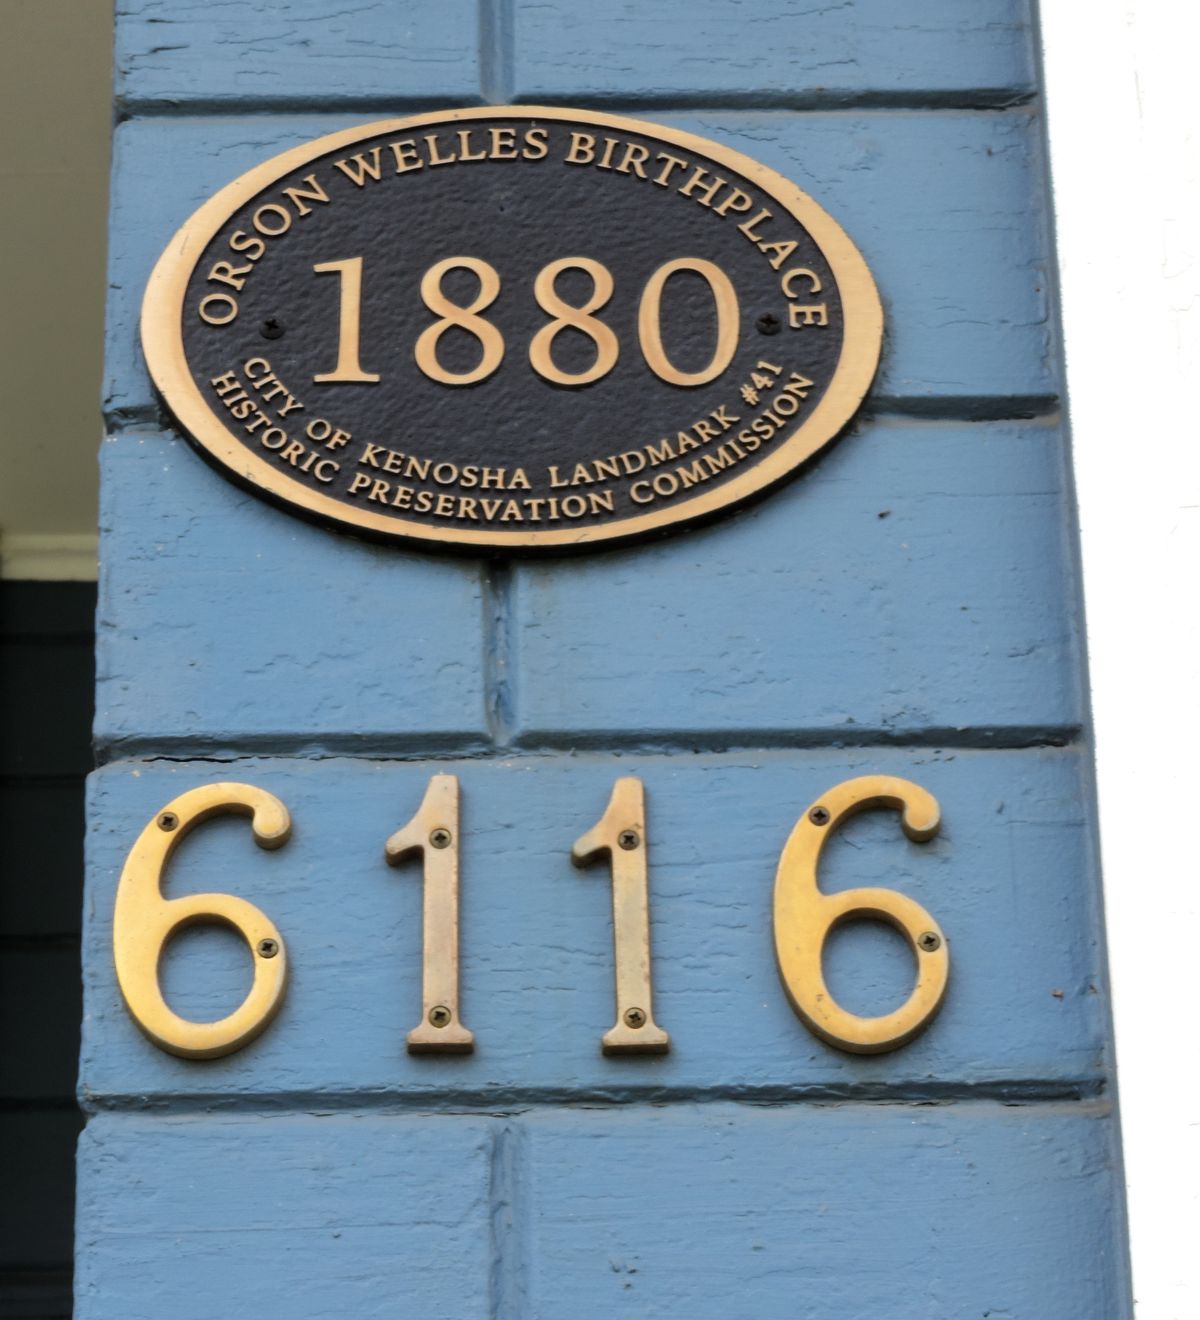 ORSON WELLES BIRTHPLACE
1880
CITY OF KENOSHA LANDMARK #41
HISTORIC PRESERVATION COMMISSION
6116